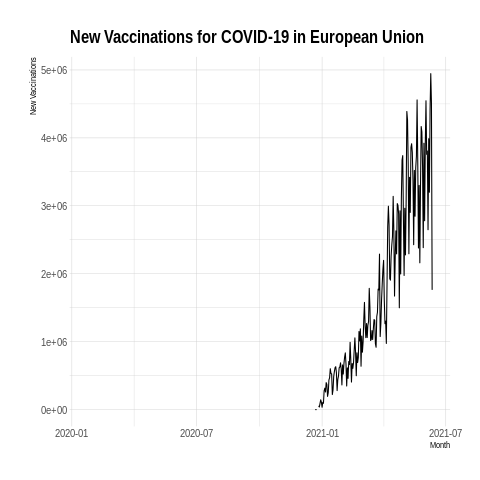 New Vaccinations for COVID-19 in European Union
New Vaccinations
5e+06
4e+06
3e+06
2e+06
1e+06
0e+00
2020-01 2020-07 2021-01 2021-07
Month